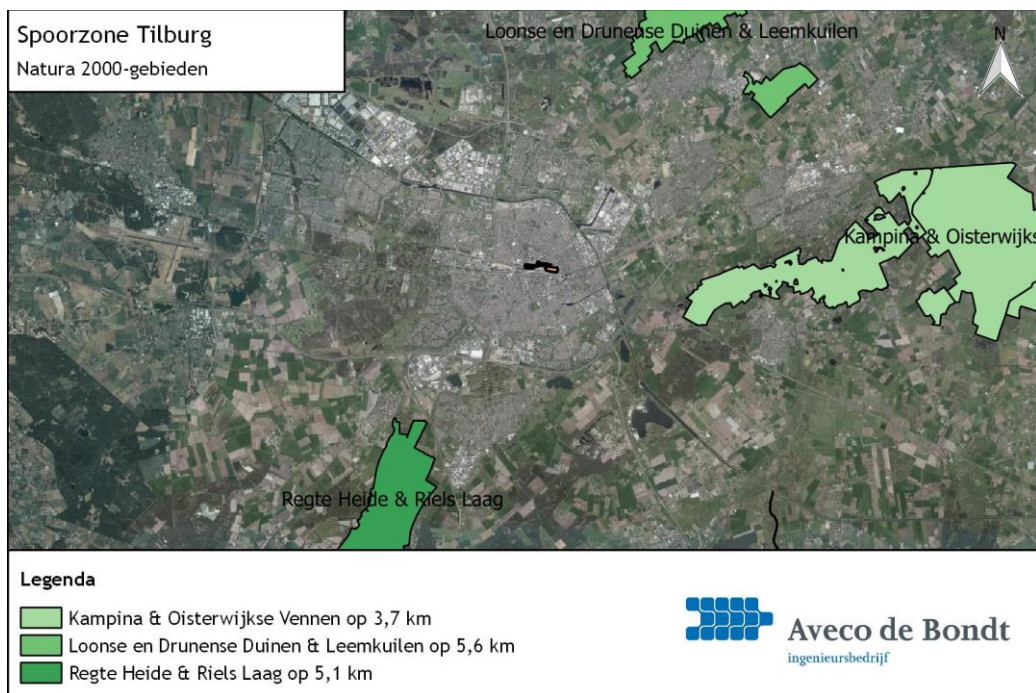 Spoorzone Tilburg
Natura 2000-gebieden
Loonse en Drunense Duinen & Leemkuilen
N
Kampina & Oisterwijks
Regte Heide & Riels Laag
Legenda
Kampina & Oisterwijkse Vennen op 3,7 km
Loonse en Drunense Duinen & Leemkuilen op 5,6 km
Regte Heide & Riels Laag op 5,1 km
Aveco de Bondt
ingenieursbedrijf